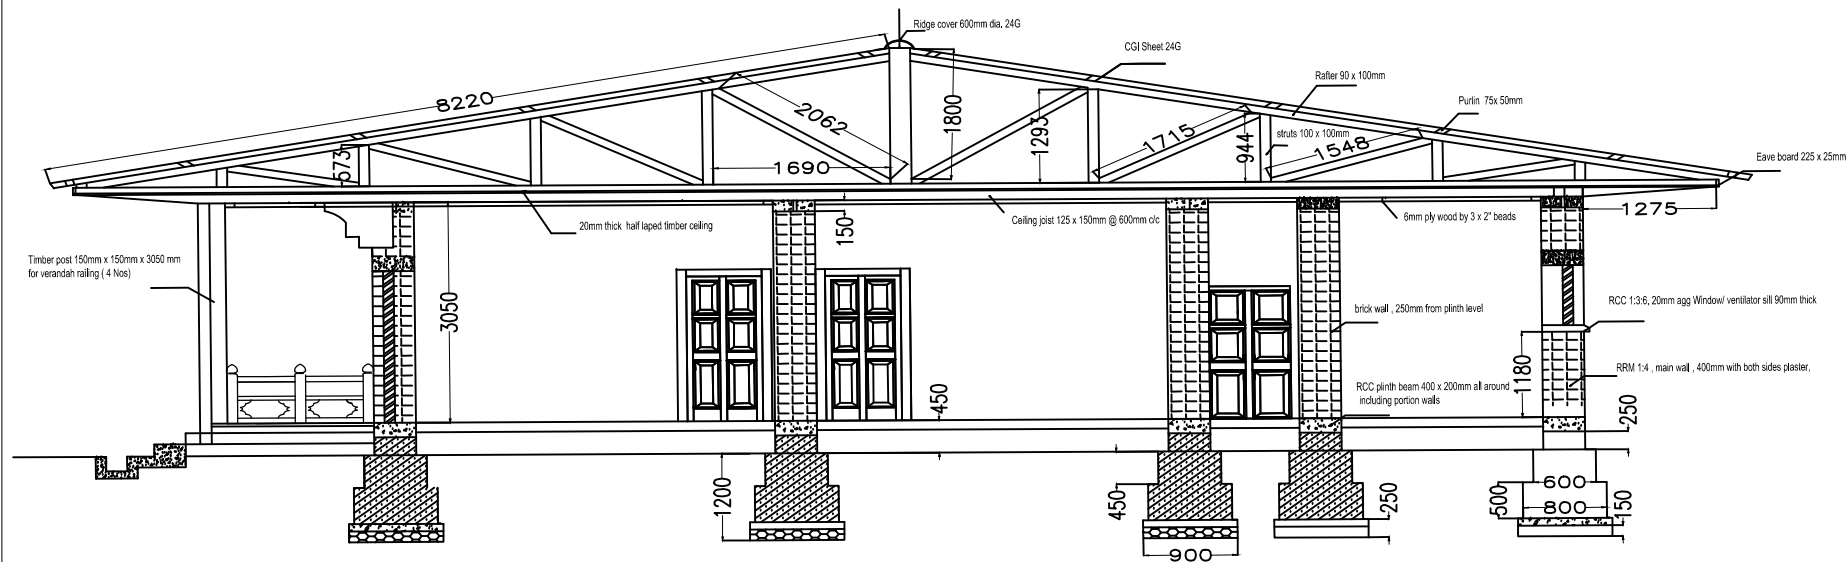 Ridge cover 600mm dia. 24G
CGI Sheet 24G
Rafter 90 x 100mm
Purlin 75x 50mm
8220
2062
1800
1293
1715
944
struts 100 x 100mm
1548
573
1690
Eave board 225 x 25mm
1275
20mm thick half laped timber ceiling
150
Ceiling joist 125 x 150mm @ 600mm c/c
6mm ply wood by 3 x 2" beads
Timber post 150mm x 150mm x 3050 mm
for verandah railing ( 4 Nos)
3050
RCC 1:3:6, 20mm agg Window/ ventilator sill 90mm thick
brick wall , 250mm from plinth level
1180
RRM 1:4 , main wall , 400mm with both sides plaster,
RCC plinth beam 400 x 200mm all around
including portion walls
450
250
1200
450
250
500
600
800
150
900